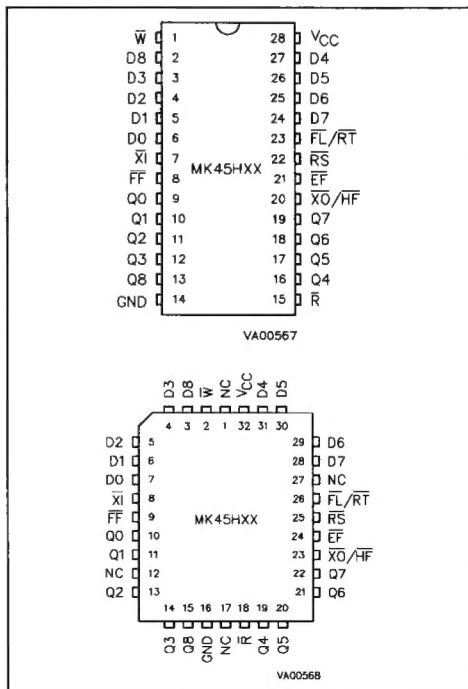 W̅ 1 28 VCC
D8 2 27 D4
D3 3 26 D5
D2 4 25 D6
D1 5 24 D7
D0 6 23 F̅L̅/R̅T̅
X̅I̅ 7 22 R̅S̅
F̅F̅ 8 MK45HXX 21 E̅F̅
Q0 9 20 X̅O̅/H̅F̅
Q1 10 19 Q7
Q2 11 18 Q6
Q3 12 17 Q5
Q8 13 16 Q4
GND 14 15 R̅
VA00567
D3 D8 W̅ NC VCC D4 D5
4 3 2 1 32 31 30
D2 5 29 D6
D1 6 28 D7
D0 7 27 NC
X̅I̅ 8 26 F̅L̅/R̅T̅
F̅F̅ 9 MK45HXX 25 R̅S̅
Q0 10 24 E̅F̅
Q1 11 23 X̅O̅/H̅F̅
NC 12 22 Q7
Q2 13 21 Q6
14 15 16 17 18 19 20
Q3 Q8 GND NC R̅ Q4 Q5
VA00568